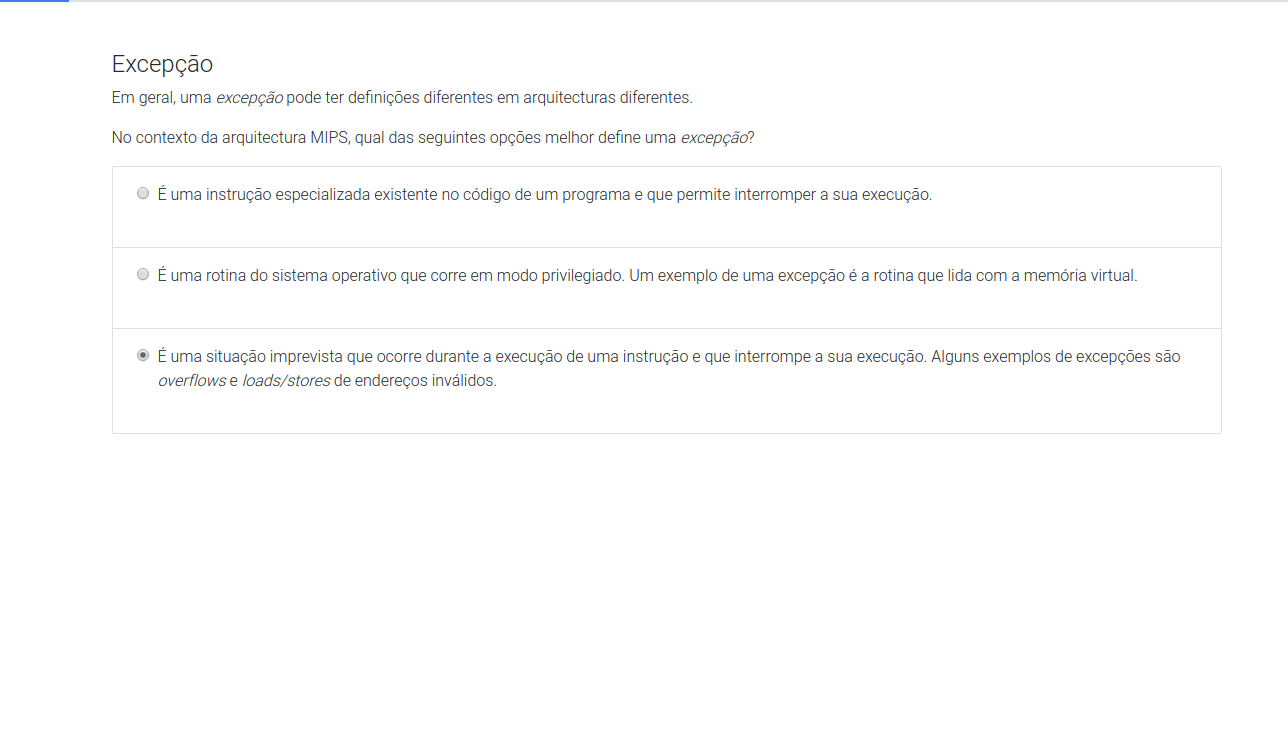 Excepção
Em geral, uma excepção pode ter definições diferentes em arquitecturas diferentes.
No contexto da arquitectura MIPS, qual das seguintes opções melhor define uma excepção?
É uma instrução especializada existente no código de um programa e que permite interromper a sua execução.
É uma rotina do sistema operativo que corre em modo privilegiado. Um exemplo de uma excepção é a rotina que lida com a memória virtual.
É uma situação imprevista que ocorre durante a execução de uma instrução e que interrompe a sua execução. Alguns exemplos de excepções são
overflows e loads/stores de endereços inválidos.